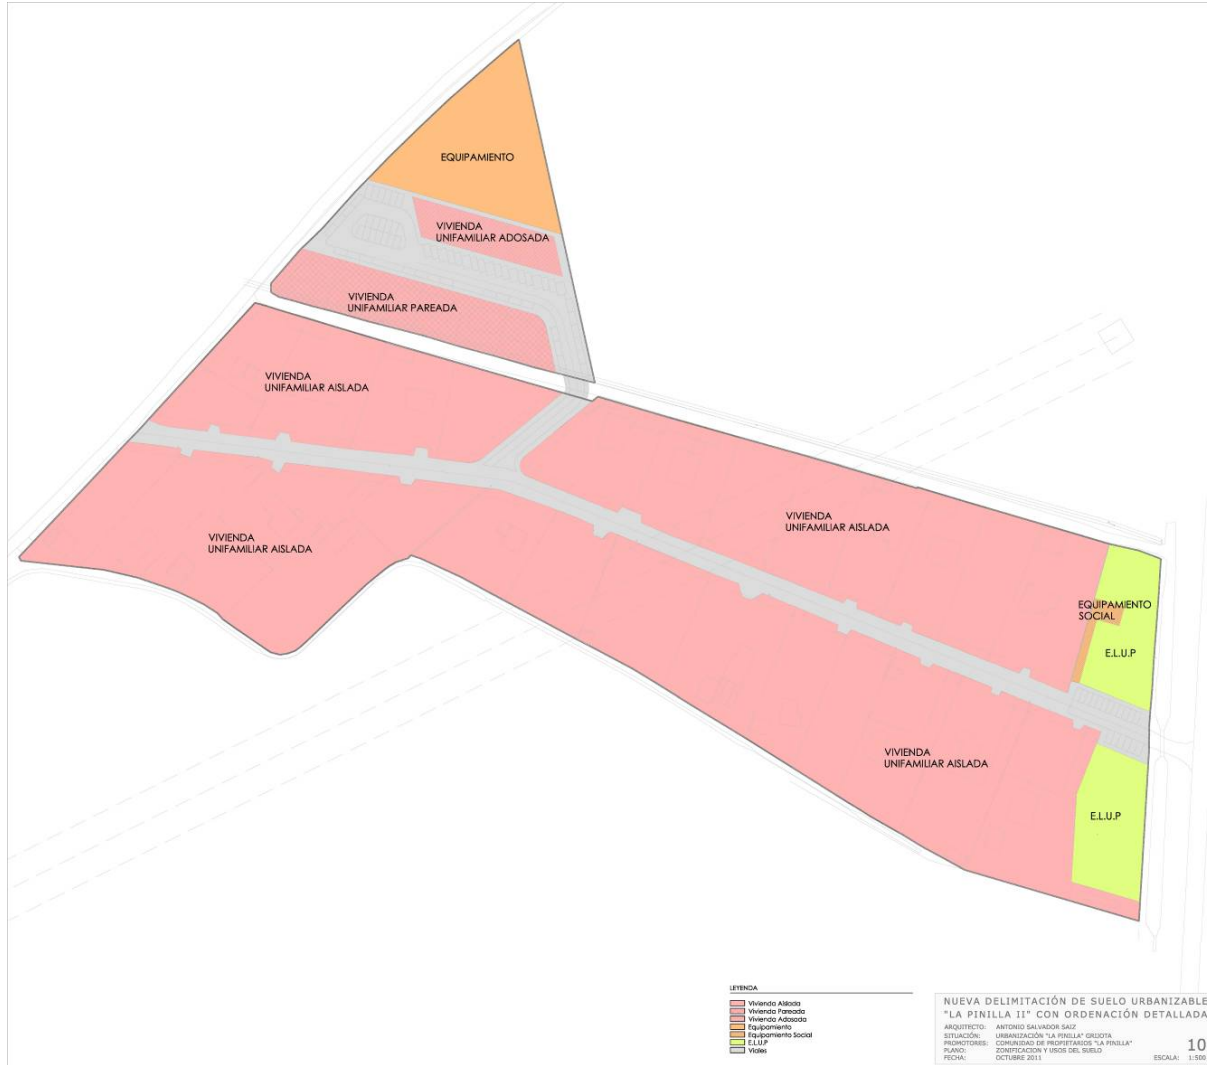 EQUIPAMIENTO
VIVIENDA
UNIFAMILIAR ADOSADA
VIVIENDA
UNIFAMILIAR PAREADA
VIVIENDA
UNIFAMILIAR AISLADA
VIVIENDA
UNIFAMILIAR AISLADA
VIVIENDA
UNIFAMILIAR AISLADA
EQUIPAMIENTO
SOCIAL
E.L.U.P
VIVIENDA
UNIFAMILIAR AISLADA
E.L.U.P
LEYENDA
Vivienda Aislada
Vivienda Pareada
Vivienda Adosada
Equipamiento
Equipamiento Social
E.L.U.P
Viales
NUEVA DELIMITACIÓN DE SUELO URBANIZABLE
"LA PINILLA II" CON ORDENACIÓN DETALLADA
ARQUITECTO: ANTONIO SALVADOR SAIZ
SITUACIÓN: URBANIZACIÓN "LA PINILLA" GRIJOTA
PROMOTORES: COMUNIDAD DE PROPIETARIOS "LA PINILLA"
PLANO: ZONIFICACION Y USOS DEL SUELO
FECHA: OCTUBRE 2011
ESCALA: 1:500
10